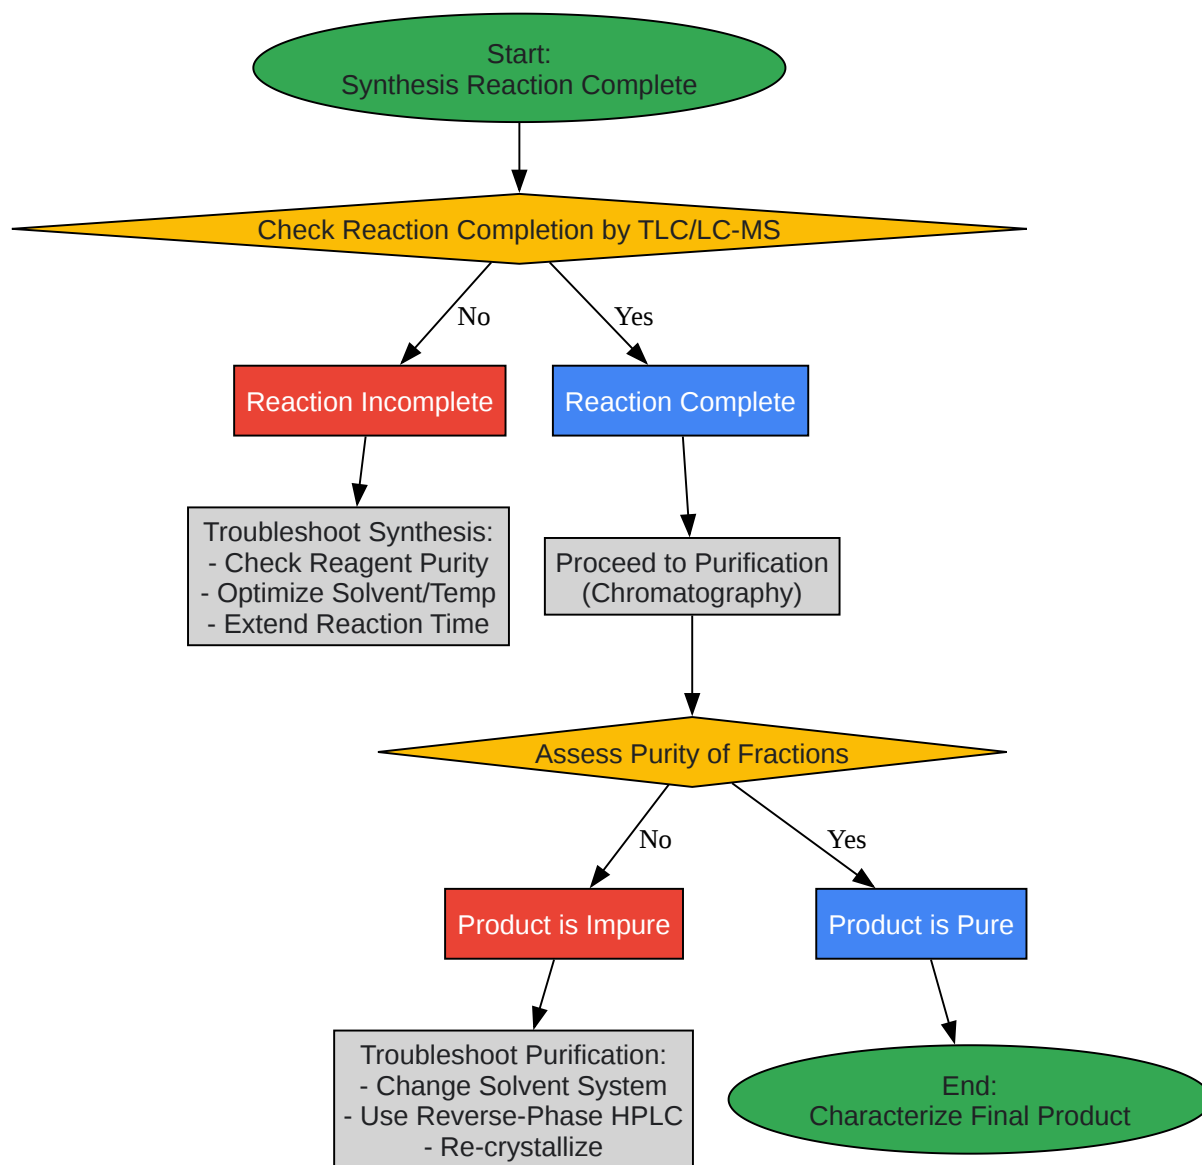 Start:
Synthesis Reaction Complete
Check Reaction Completion by TLC/LC-MS
No
Yes
Reaction Incomplete
Reaction Complete
Troubleshoot Synthesis:
- Check Reagent Purity
- Optimize Solvent/Temp
- Extend Reaction Time
Proceed to Purification
(Chromatography)
Assess Purity of Fractions
No
Yes
Product is Impure
Product is Pure
Troubleshoot Purification:
- Change Solvent System
- Use Reverse-Phase HPLC
- Re-crystallize
End:
Characterize Final Product